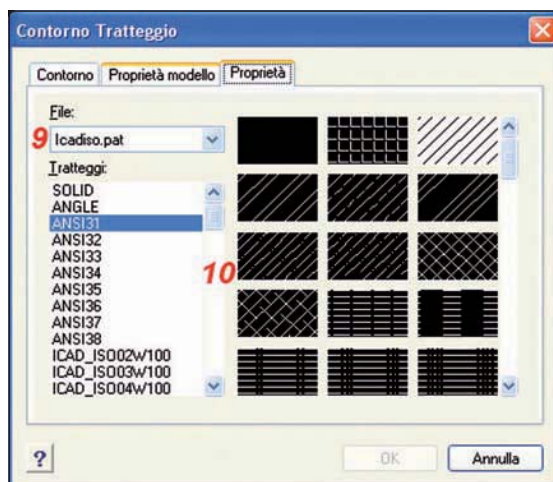 Contorno Tratteggio
Contorno
Proprietà modello
Proprietà
File:
9
Icadiso.pat
Tratteggi:
SOLID
ANGLE
ANSI31
ANSI32
ANSI33
ANSI34
ANSI35
ANSI36
ANSI37
ANSI38
ICAD_ISO02W100
ICAD_ISO03W100
ICAD_ISO04W100
10
?
OK
Annulla